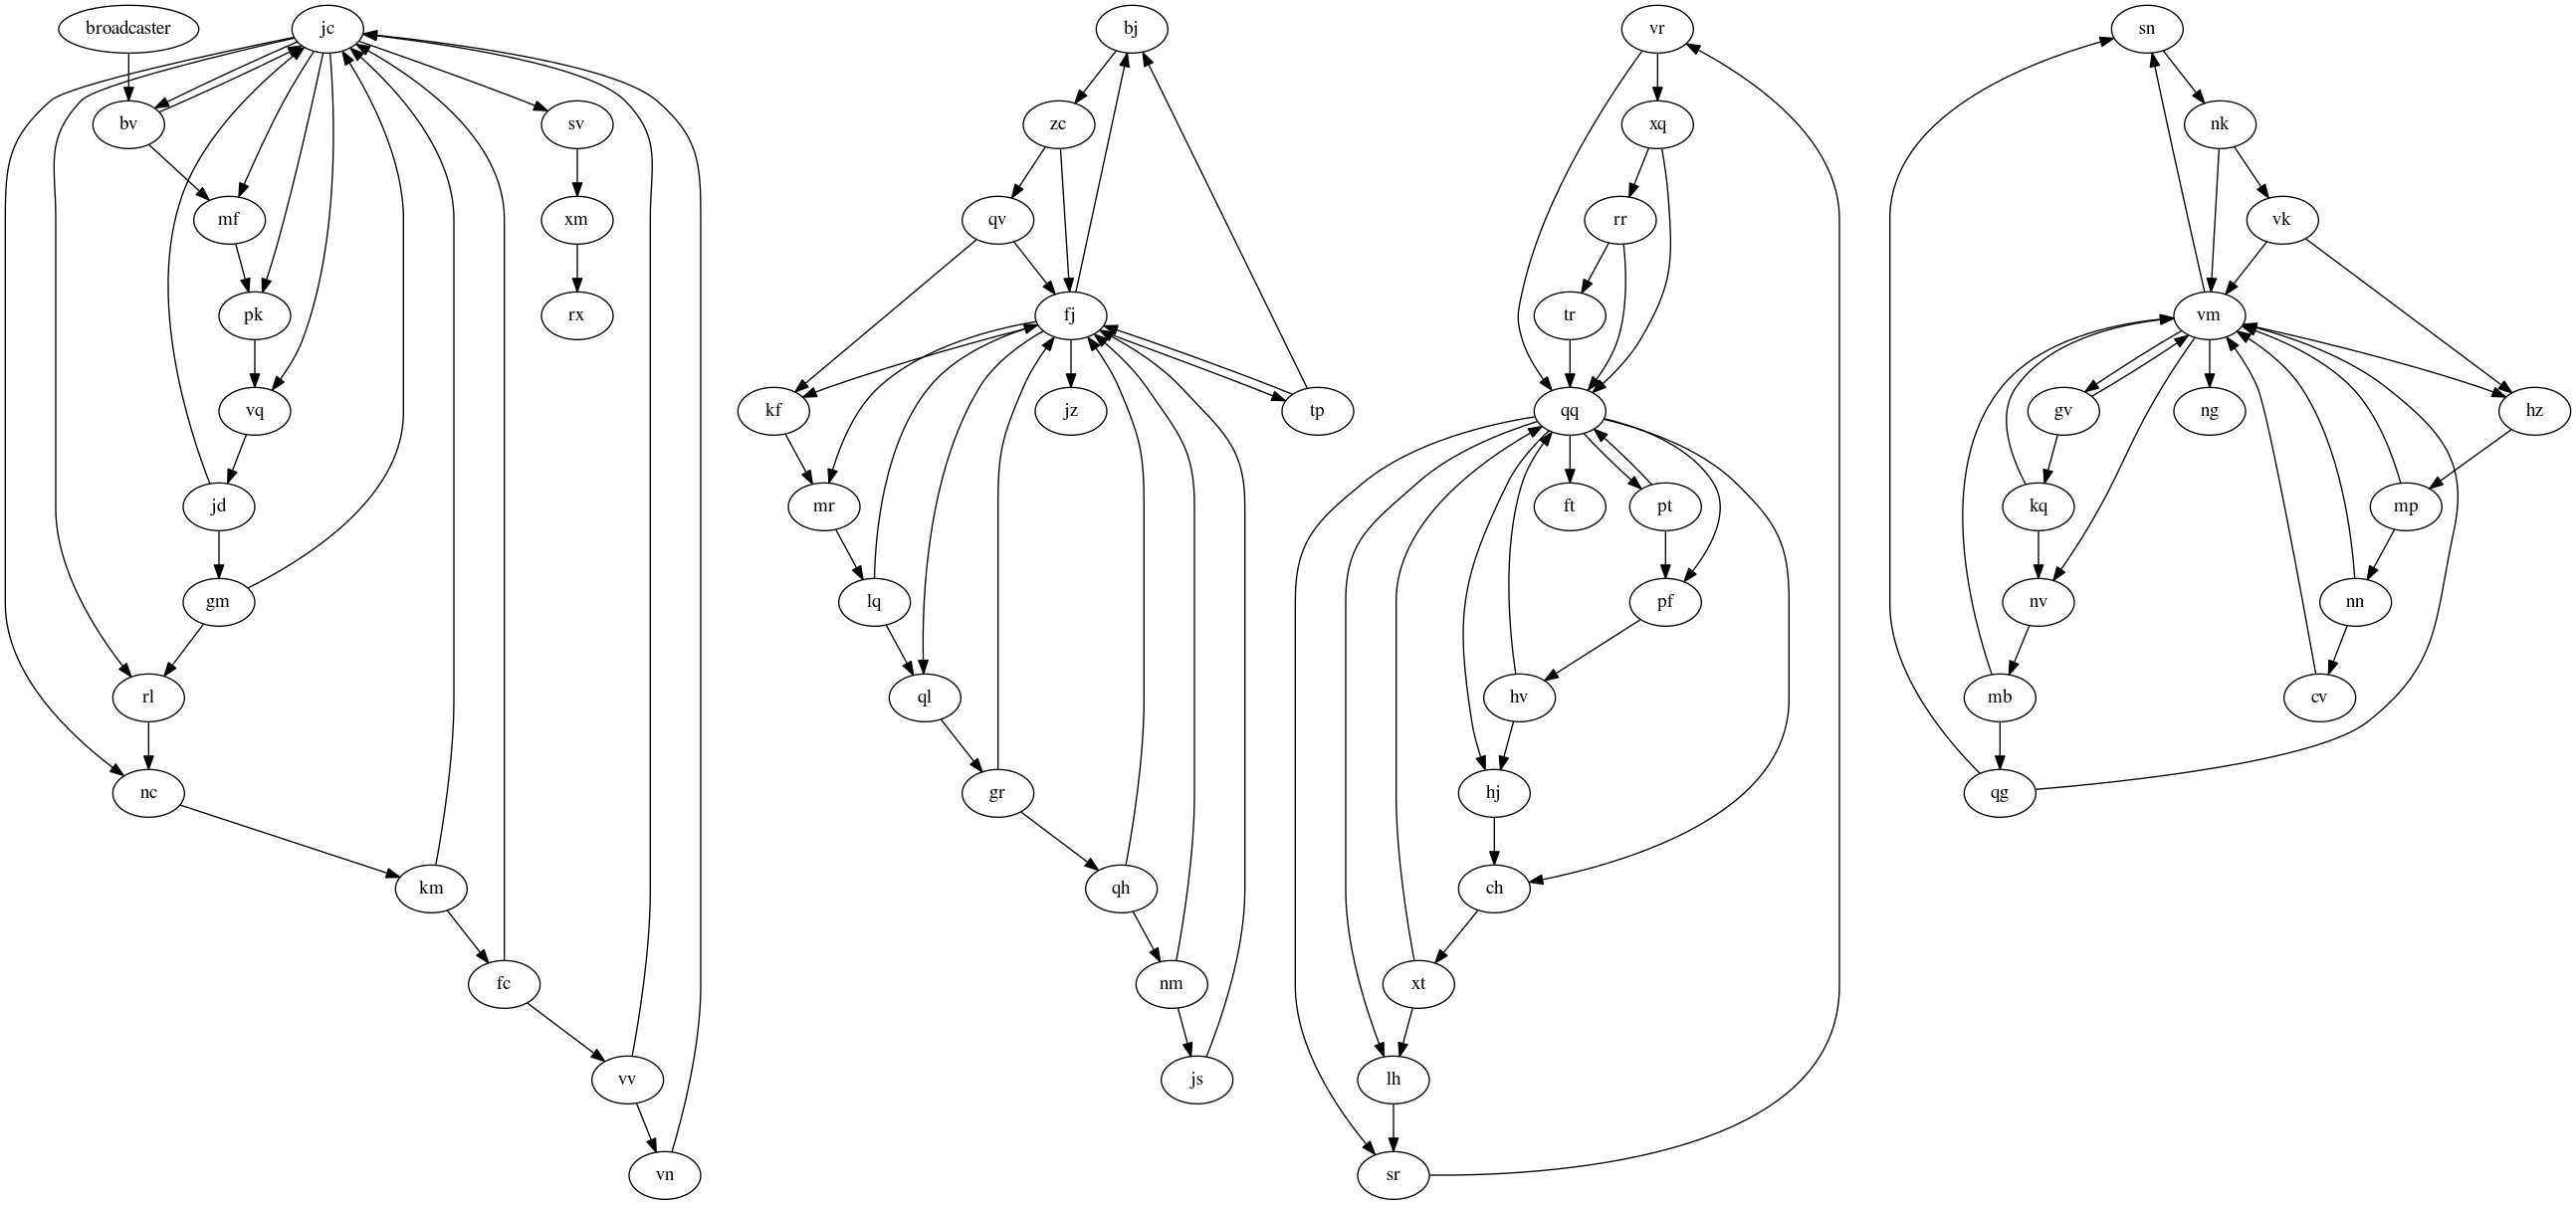 broadcaster
jc
bj
vr
sn
bv
sv
zc
xq
nk
mf
xm
qv
rr
vk
pk
rx
fj
tr
vm
vq
kf
jz
tp
qq
gv
ng
hz
jd
mr
ft
pt
kq
mp
gm
lq
pf
nv
nn
rl
ql
hv
mb
cv
nc
gr
hj
qg
km
qh
ch
fc
nm
xt
vv
js
lh
vn
sr